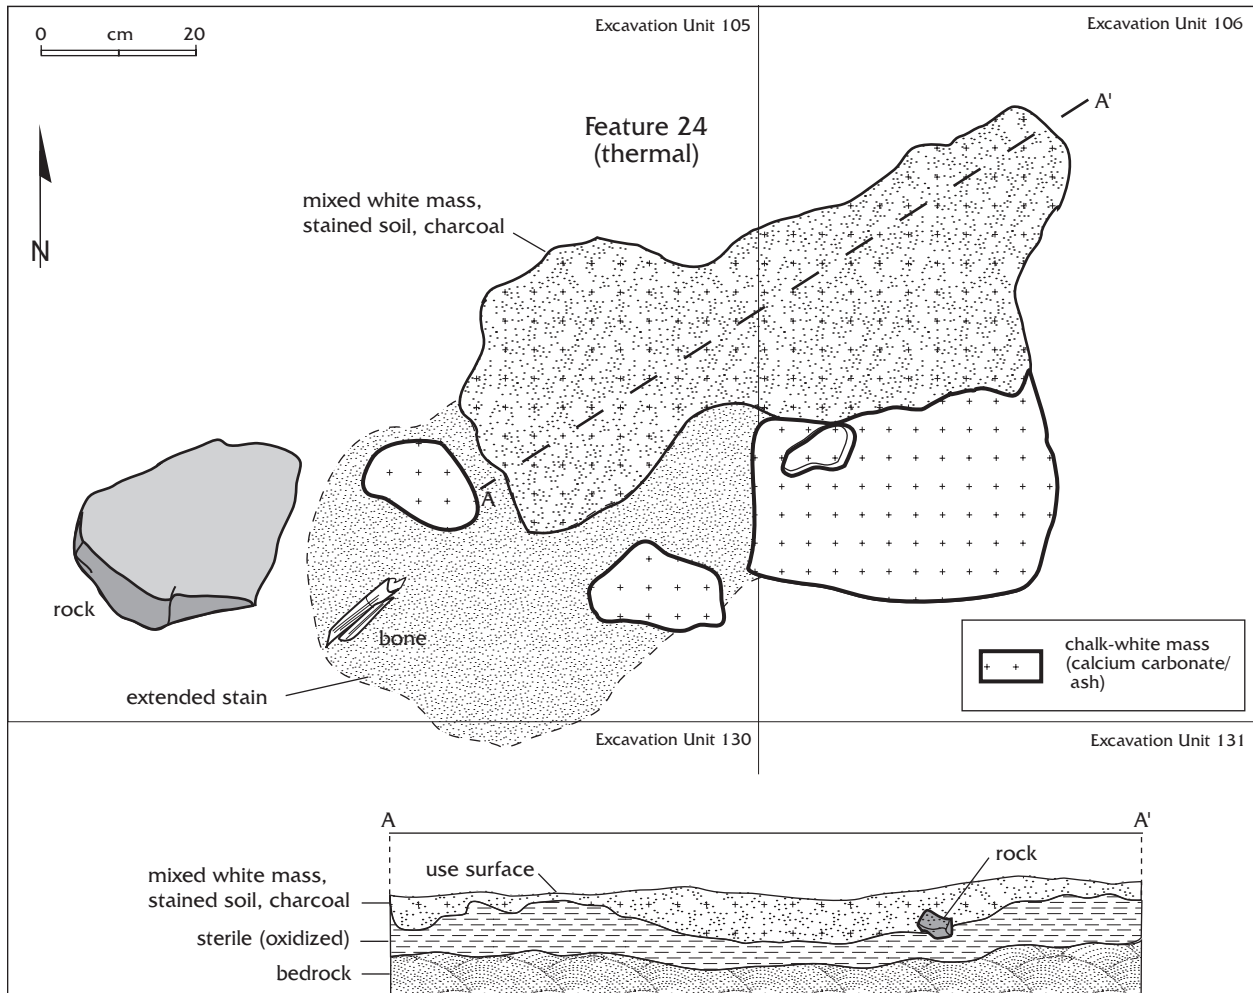 0 cm 20
Excavation Unit 105
Excavation Unit 106
A'
Feature 24
(thermal)
mixed white mass,
stained soil, charcoal
N
A
rock
bone
extended stain
chalk-white mass
(calcium carbonate/
ash)
Excavation Unit 130
Excavation Unit 131
A
A'
use surface
rock
mixed white mass,
stained soil, charcoal
sterile (oxidized)
bedrock